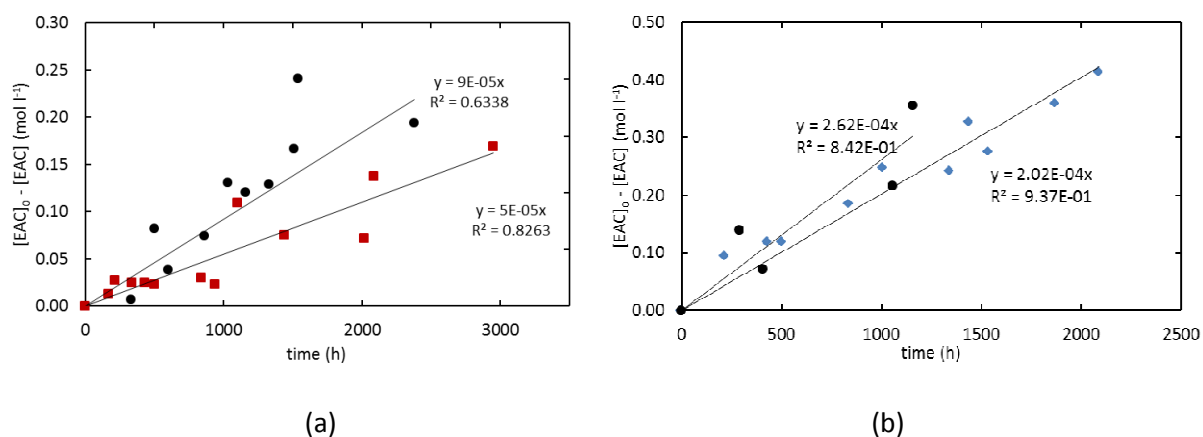 0.30
0.25
0.20
0.15
0.10
0.05
0.00
[EAC]₀ - [EAC] (mol l⁻¹)
y = 9E-05x
R² = 0.6338
y = 5E-05x
R² = 0.8263
0
1000
2000
3000
time (h)
(a)
0.50
0.40
0.30
0.20
0.10
0.00
[EAC]₀ - [EAC] (mol l⁻¹)
y = 2.62E-04x
R² = 8.42E-01
y = 2.02E-04x
R² = 9.37E-01
0
500
1000
1500
2000
2500
time (h)
(b)